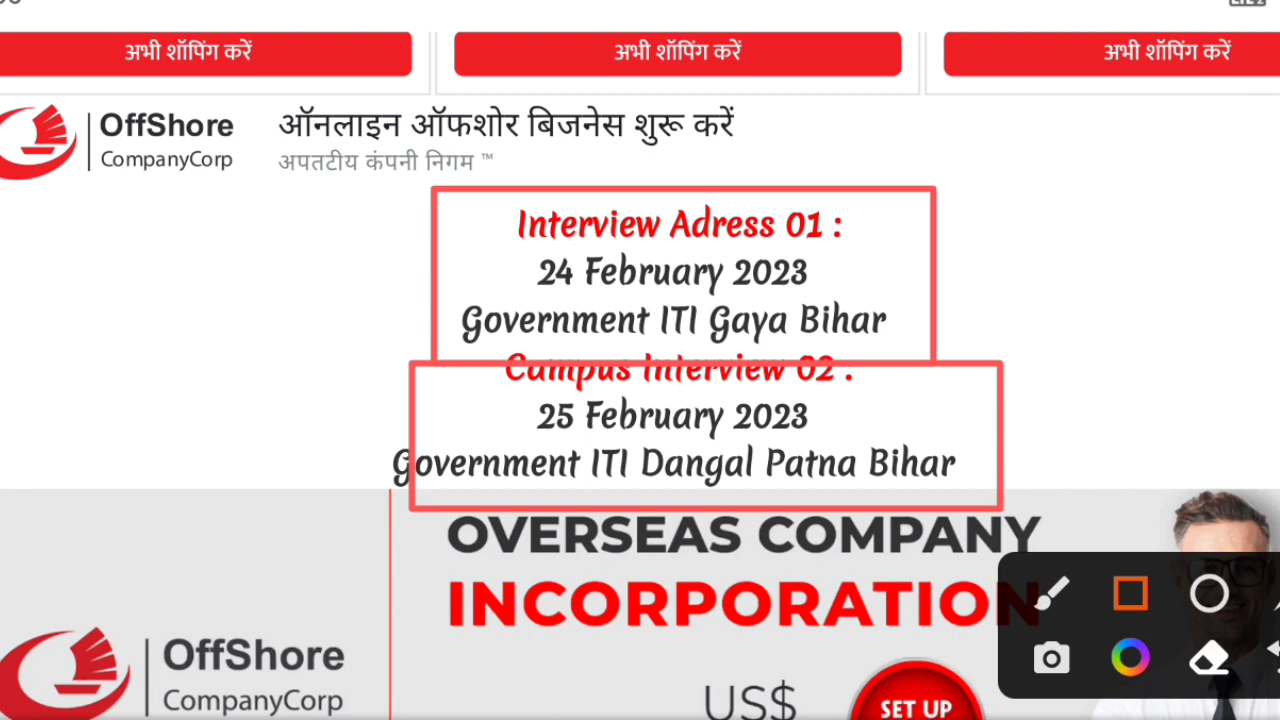 अभी शॉपिंग करें
अभी शॉपिंग करें
अभी शॉपिंग करें
OffShore
CompanyCorp
ऑनलाइन ऑफशोर बिजनेस शुरू करें
अपतटीय कंपनी निगम ™
Interview Adress 01 :
24 February 2023
Government ITI Gaya Bihar
Campus Interview 02 :
25 February 2023
Government ITI Dangal Patna Bihar
OVERSEAS COMPANY
INCORPORATION
OffShore
CompanyCorp
US$
SET UP